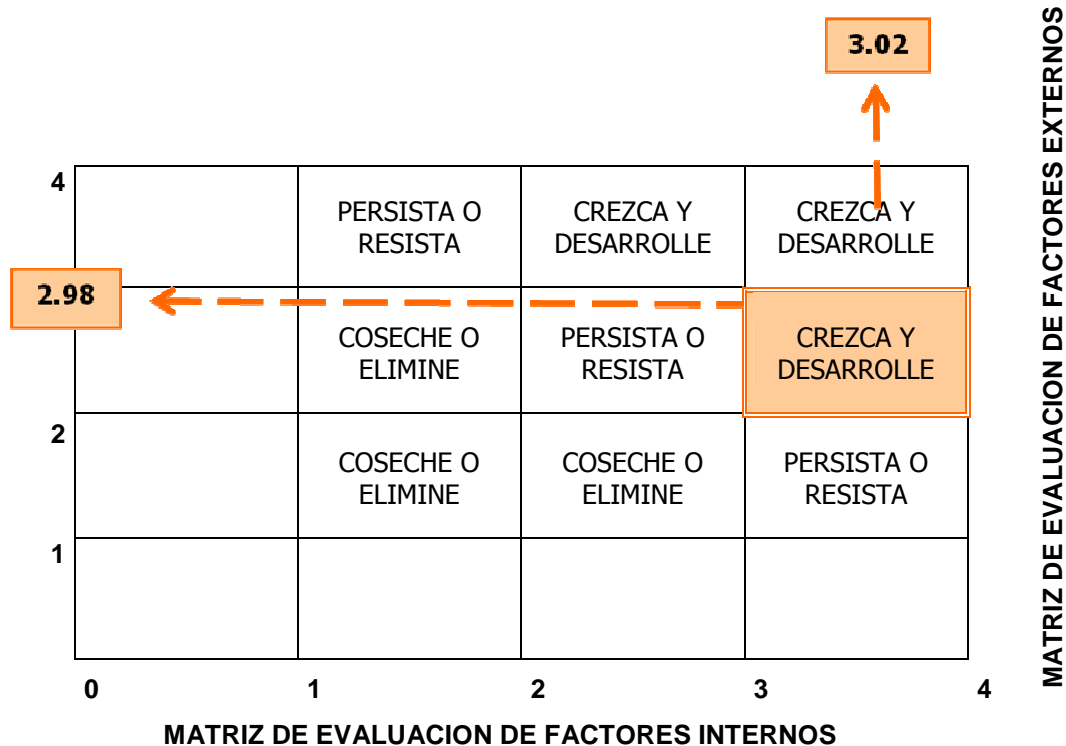 3.02
4
PERSISTA O
RESISTA
CREZCA Y
DESARROLLE
CREZCA Y
DESARROLLE
2.98
COSECHE O
ELIMINE
PERSISTA O
RESISTA
CREZCA Y
DESARROLLE
2
COSECHE O
ELIMINE
COSECHE O
ELIMINE
PERSISTA O
RESISTA
1
0
1
2
3
4
MATRIZ DE EVALUACION DE FACTORES INTERNOS
MATRIZ DE EVALUACION DE FACTORES EXTERNOS